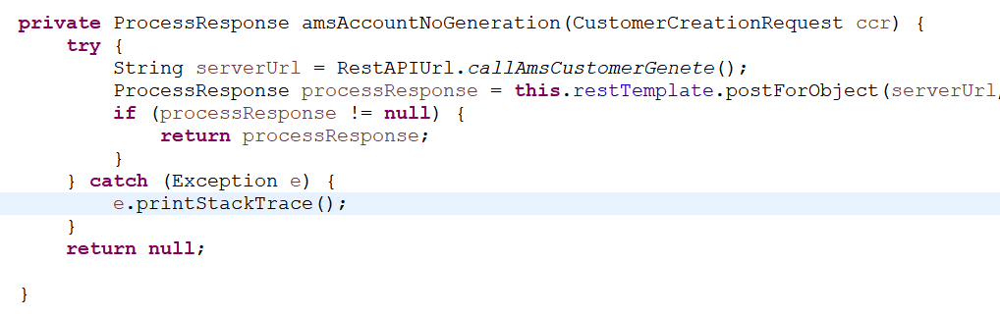 private ProcessResponse amsAccountNoGeneration(CustomerCreationRequest ccr) {
try {
String serverUrl = RestAPIUrl.callAmsCustomerGenete();
ProcessResponse processResponse = this.restTemplate.postForObject(serverUrl,
if (processResponse != null) {
return processResponse;
}
} catch (Exception e) {
e.printStackTrace();
}
return null;
}